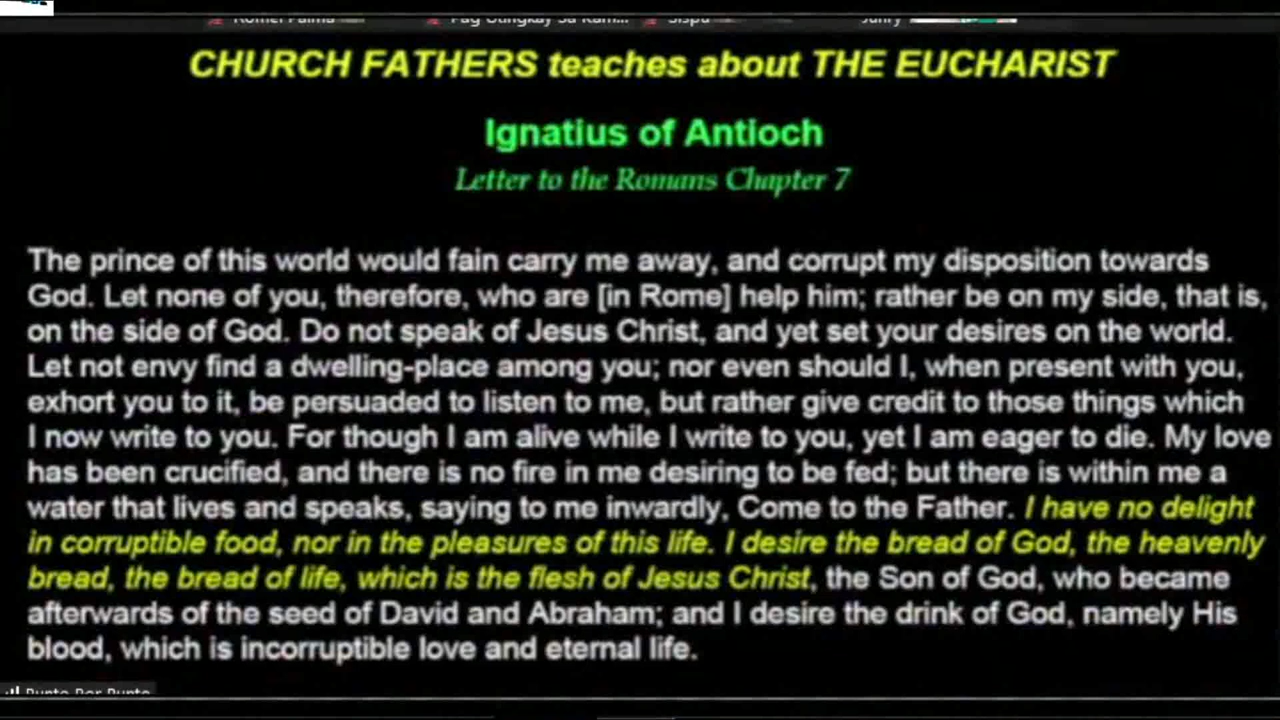 CHURCH FATHERS teaches about THE EUCHARIST
Ignatius of Antioch
Letter to the Romans Chapter 7
The prince of this world would fain carry me away, and corrupt my disposition towards
God. Let none of you, therefore, who are [in Rome] help him; rather be on my side, that is,
on the side of God. Do not speak of Jesus Christ, and yet set your desires on the world.
Let not envy find a dwelling-place among you; nor even should I, when present with you,
exhort you to it, be persuaded to listen to me, but rather give credit to those things which
I now write to you. For though I am alive while I write to you, yet I am eager to die. My love
has been crucified, and there is no fire in me desiring to be fed; but there is within me a
water that lives and speaks, saying to me inwardly, Come to the Father. I have no delight
in corruptible food, nor in the pleasures of this life. I desire the bread of God, the heavenly
bread, the bread of life, which is the flesh of Jesus Christ, the Son of God, who became
afterwards of the seed of David and Abraham; and I desire the drink of God, namely His
blood, which is incorruptible love and eternal life.